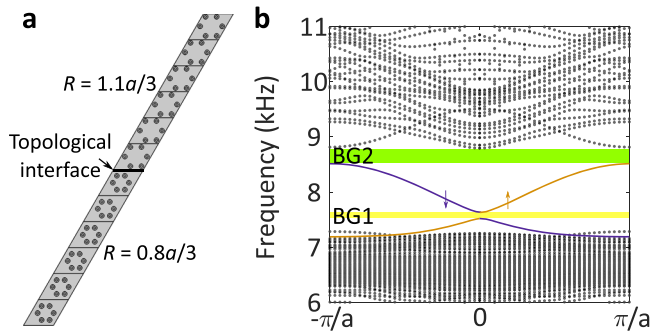 a
R = 1.1a/3
Topological
interface
R = 0.8a/3
b
Frequency (kHz)
11
10
9
8
7
6
BG2
BG1
-π/a
0
π/a